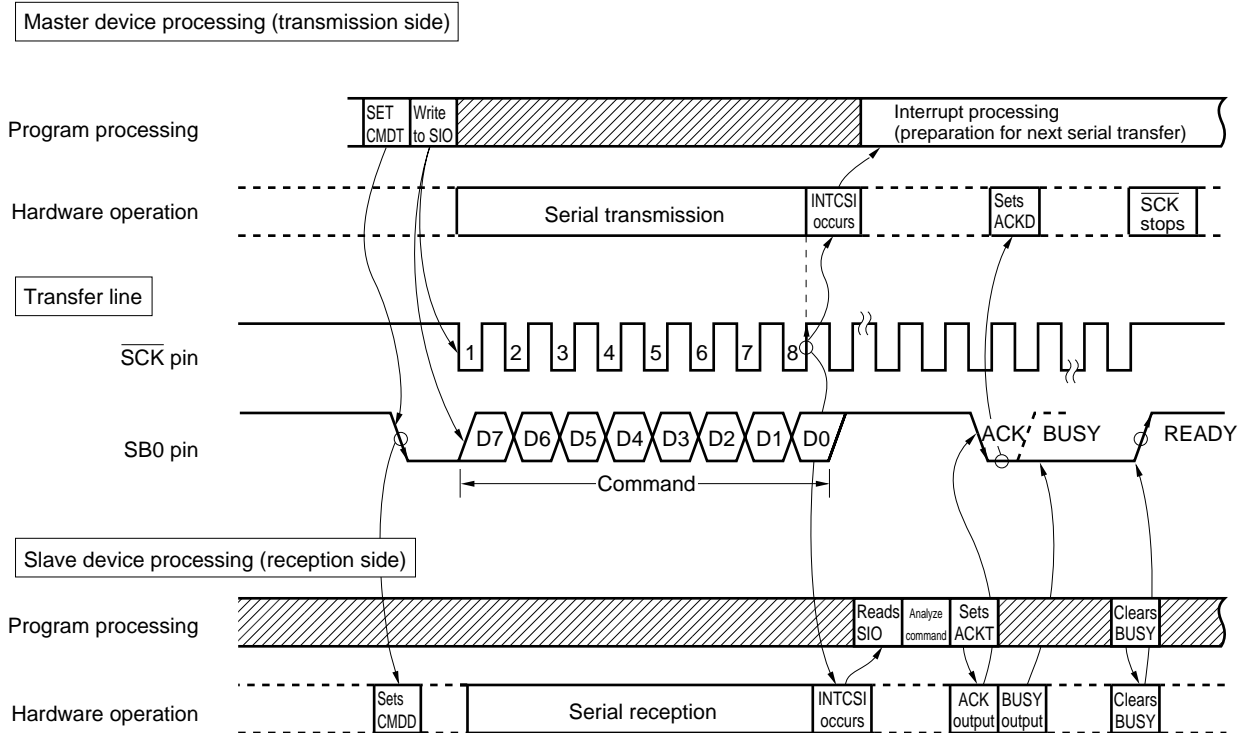 Master device processing (transmission side)
Program processing
SET CMDT
Write to SIO
Interrupt processing
(preparation for next serial transfer)
Hardware operation
Serial transmission
INTCSI occurs
Sets ACKD
SCK stops
Transfer line
SCK pin
1 2 3 4 5 6 7 8
SB0 pin
D7 D6 D5 D4 D3 D2 D1 D0
ACK BUSY READY
Command
Slave device processing (reception side)
Program processing
Reads SIO
Analyze command
Sets ACKT
Clears BUSY
Hardware operation
Sets CMDD
Serial reception
INTCSI occurs
ACK output
BUSY output
Clears BUSY